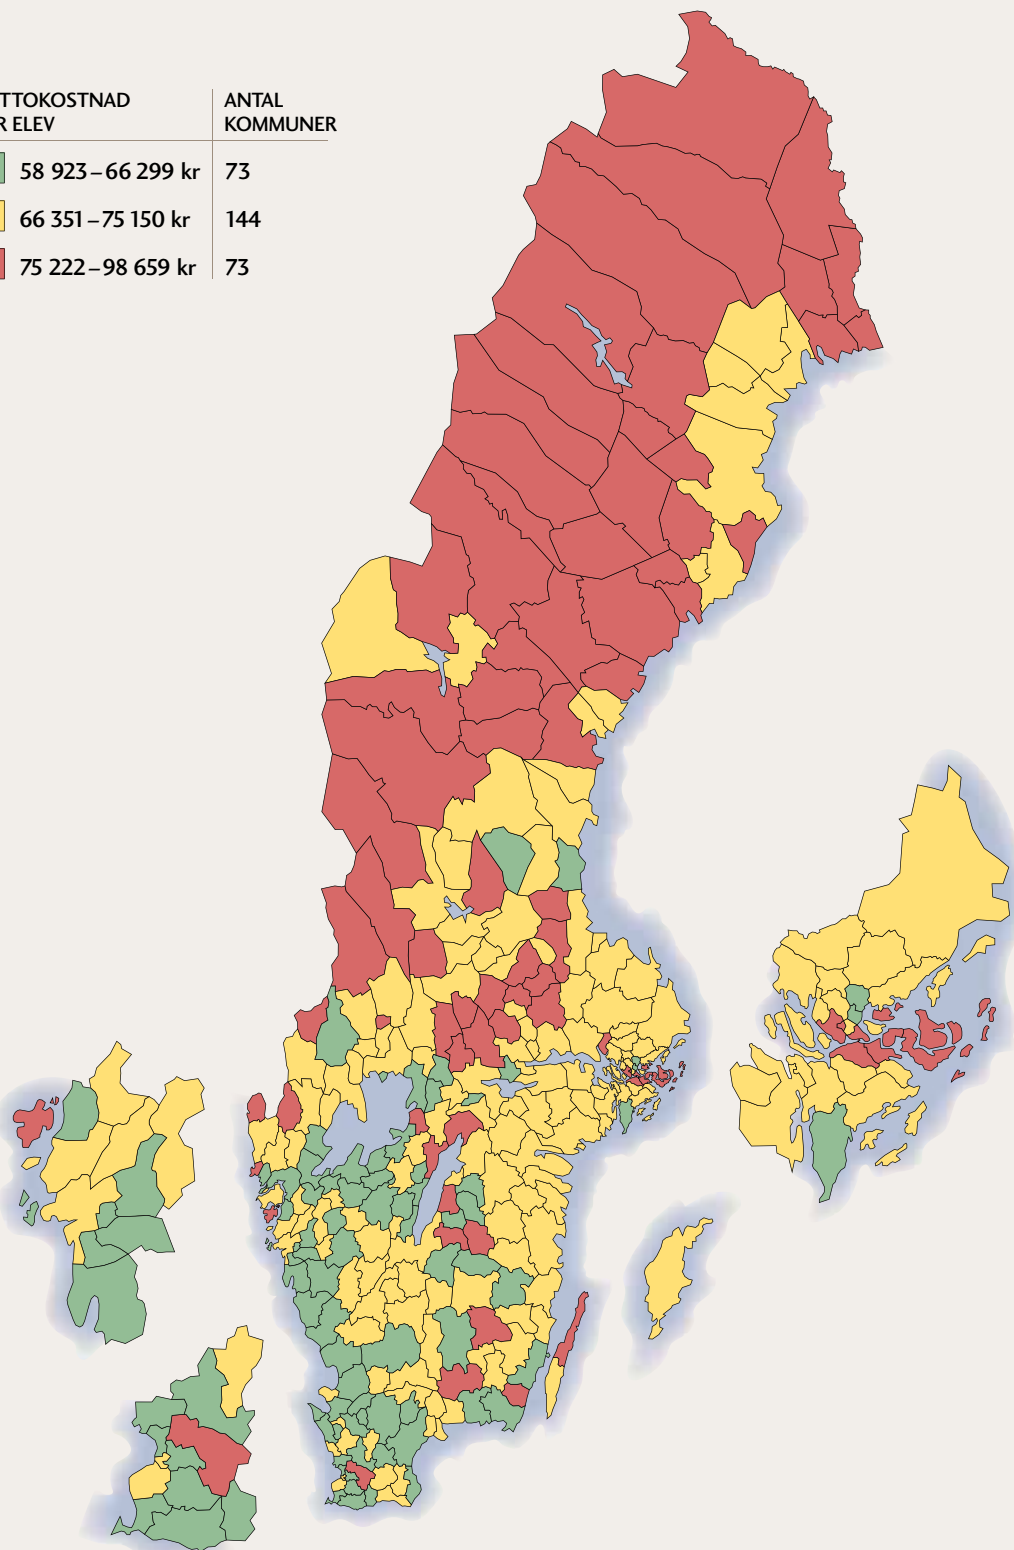 TTOKOSTNAD
R ELEV
ANTAL
KOMMUNER
58 923–66 299 kr 73
66 351–75 150 kr 144
75 222–98 659 kr 73